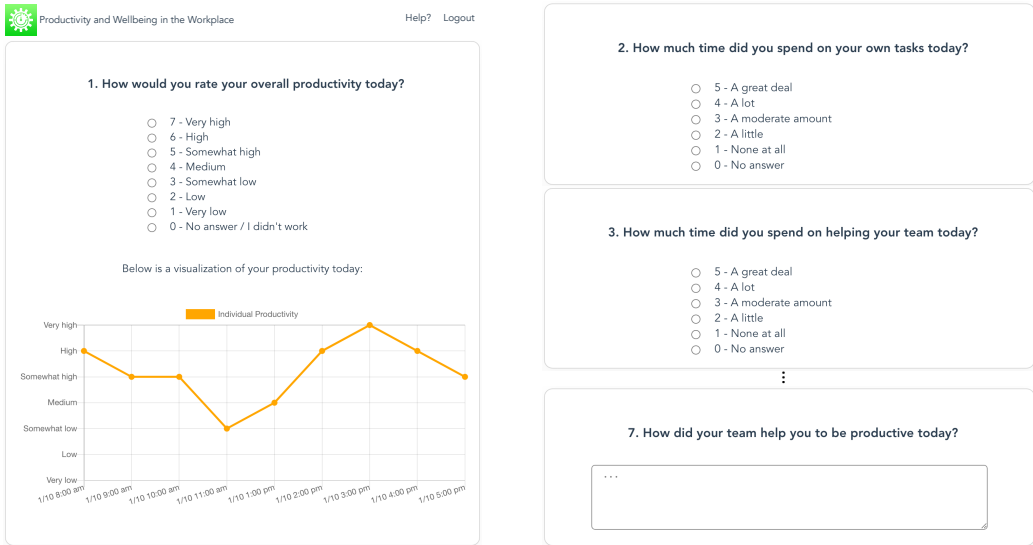 Productivity and Wellbeing in the Workplace
Help? Logout
1. How would you rate your overall productivity today?
7 - Very high
6 - High
5 - Somewhat high
4 - Medium
3 - Somewhat low
2 - Low
1 - Very low
0 - No answer / I didn't work
Below is a visualization of your productivity today:
Individual Productivity
Very high
High
Somewhat high
Medium
Somewhat low
Low
Very low
1/10 8:00 am
1/10 9:00 am
1/10 10:00 am
1/10 11:00 am
1/10 1:00 pm
1/10 2:00 pm
1/10 3:00 pm
1/10 4:00 pm
1/10 5:00 pm
2. How much time did you spend on your own tasks today?
5 - A great deal
4 - A lot
3 - A moderate amount
2 - A little
1 - None at all
0 - No answer
3. How much time did you spend on helping your team today?
5 - A great deal
4 - A lot
3 - A moderate amount
2 - A little
1 - None at all
0 - No answer
7. How did your team help you to be productive today?
...